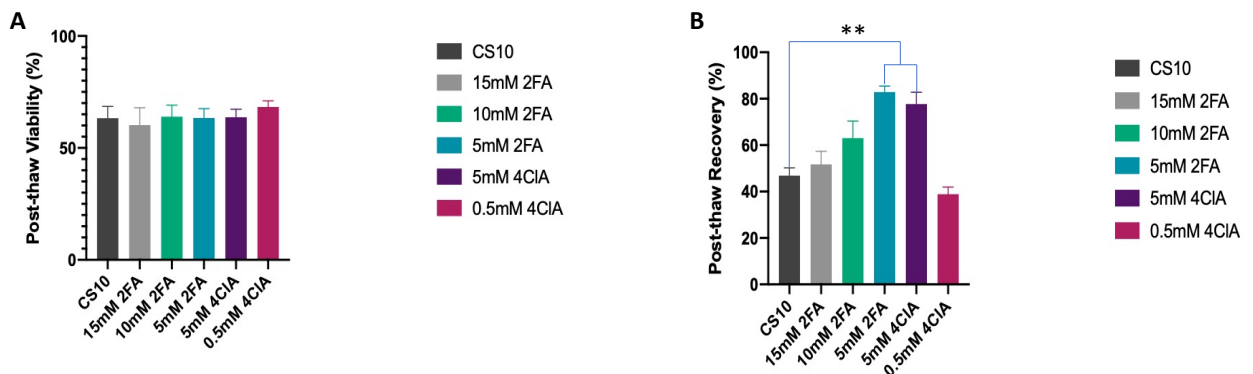 A
Post-thaw Viability (%)
100
50
0
CS10
15mM 2FA
10mM 2FA
5mM 2FA
5mM 4ClA
0.5mM 4ClA
CS10
15mM 2FA
10mM 2FA
5mM 2FA
5mM 4ClA
0.5mM 4ClA
B
**
Post-thaw Recovery (%)
100
80
60
40
20
0
CS10
15mM 2FA
10mM 2FA
5mM 2FA
5mM 4ClA
0.5mM 4ClA
CS10
15mM 2FA
10mM 2FA
5mM 2FA
5mM 4ClA
0.5mM 4ClA